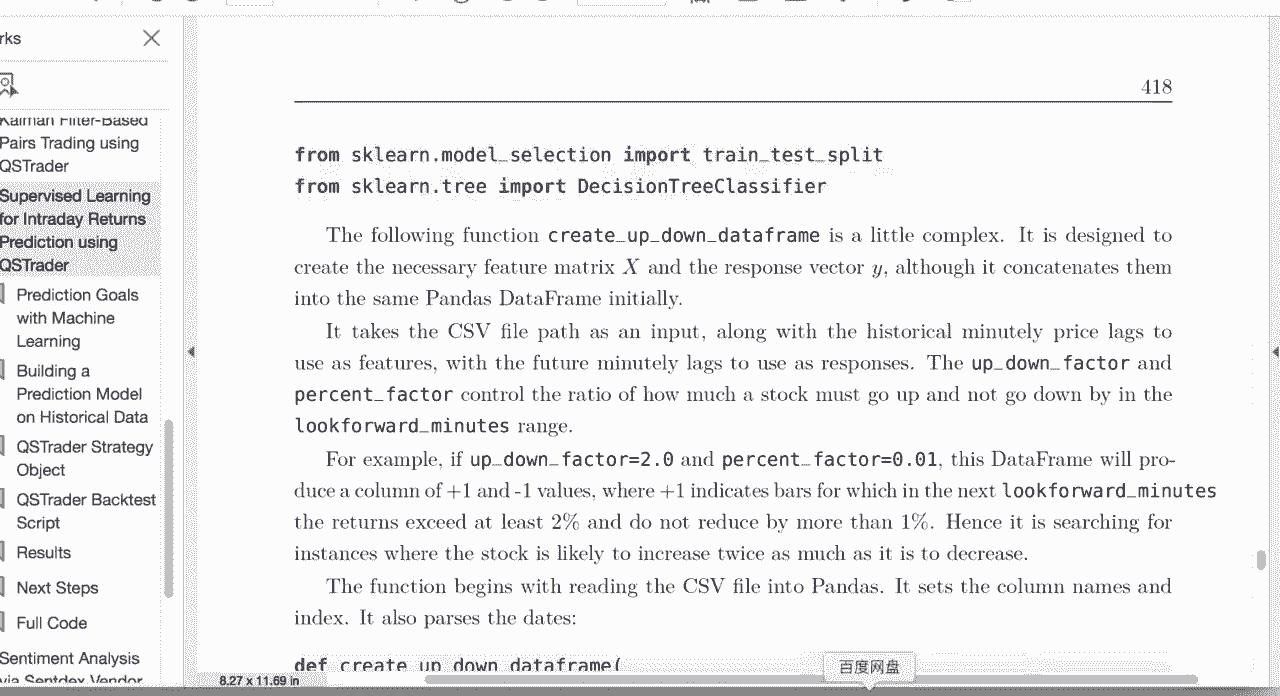 rks
Kalman Filter-Based
Pairs Trading using
QSTrader
Supervised Learning
for Intraday Returns
Prediction using
QSTrader
Prediction Goals
with Machine
Learning
Building a
Prediction Model
on Historical Data
QSTrader Strategy
Object
QSTrader Backtest
Script
Results
Next Steps
Full Code
Sentiment Analysis
via Sentdex Vendor
418
from sklearn.model_selection import train_test_split
from sklearn.tree import DecisionTreeClassifier
The following function create_up_down_dataframe is a little complex. It is designed to
create the necessary feature matrix X and the response vector y, although it concatenates them
into the same Pandas DataFrame initially.
It takes the CSV file path as an input, along with the historical minutely price lags to
use as features, with the future minutely lags to use as responses. The up_down_factor and
percent_factor control the ratio of how much a stock must go up and not go down by in the
lookforward_minutes range.
For example, if up_down_factor=2.0 and percent_factor=0.01, this DataFrame will pro-
duce a column of +1 and -1 values, where +1 indicates bars for which in the next lookforward_minutes
the returns exceed at least 2% and do not reduce by more than 1%. Hence it is searching for
instances where the stock is likely to increase twice as much as it is to decrease.
The function begins with reading the CSV file into Pandas. It sets the column names and
index. It also parses the dates:
def create_up_down_dataframe(
8.27 x 11.69 in
百度网盘